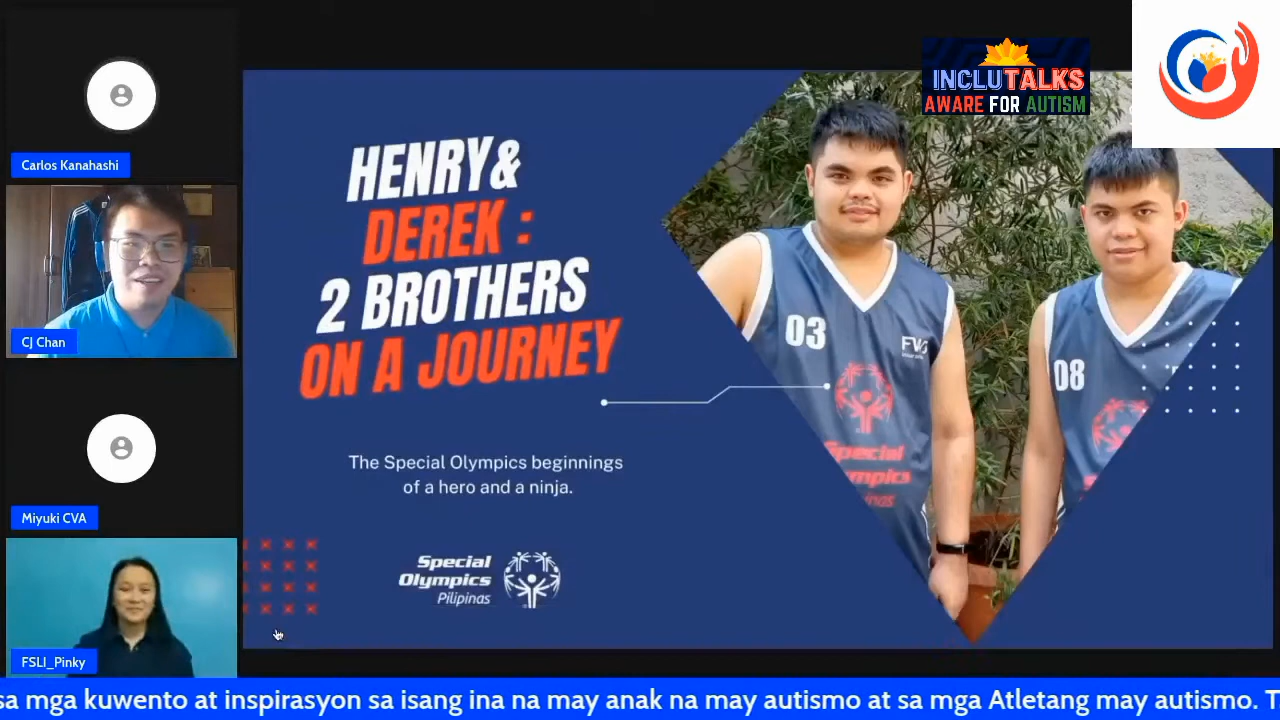 Carlos Kanahashi
CJ Chan
Miyuki CVA
FSLI_Pinky
INCLUTALKS
AWARE FOR AUTISM
HENRY&
DEREK :
2 BROTHERS
ON A JOURNEY
The Special Olympics beginnings
of a hero and a ninja.
Special
Olympics
Pilipinas
03
08
Special
sa mga kuwento at inspirasyon sa isang ina na may anak na may autismo at sa mga Atletang may autismo. T